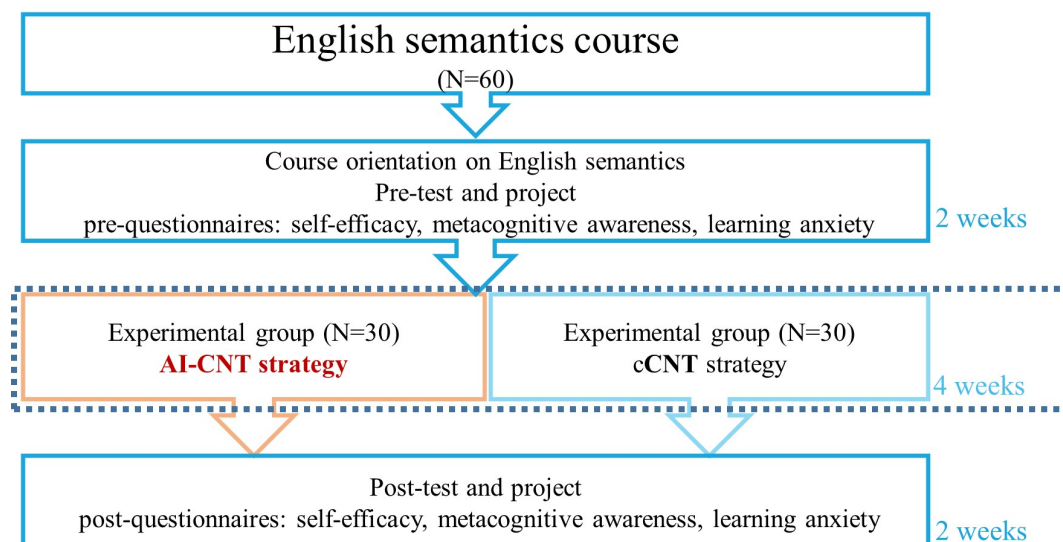 English semantics course
(N=60)
Course orientation on English semantics
Pre-test and project
pre-questionnaires: self-efficacy, metacognitive awareness, learning anxiety
2 weeks
Experimental group (N=30)
AI-CNT strategy
Experimental group (N=30)
cCNT strategy
4 weeks
Post-test and project
post-questionnaires: self-efficacy, metacognitive awareness, learning anxiety
2 weeks